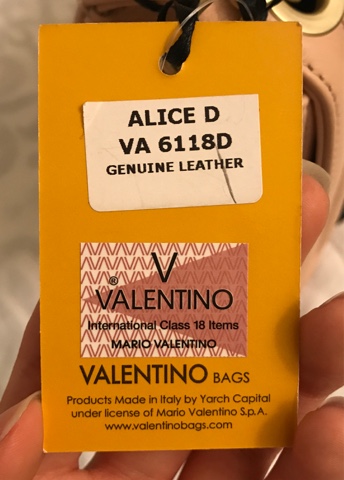 ALICE D
VA 6118D
GENUINE LEATHER
V
®
VALENTINO
International Class 18 Items
MARIO VALENTINO
VALENTINO BAGS
Products Made in Italy by Yarch Capital
under license of Mario Valentino S.p.A.
www.valentinobags.com